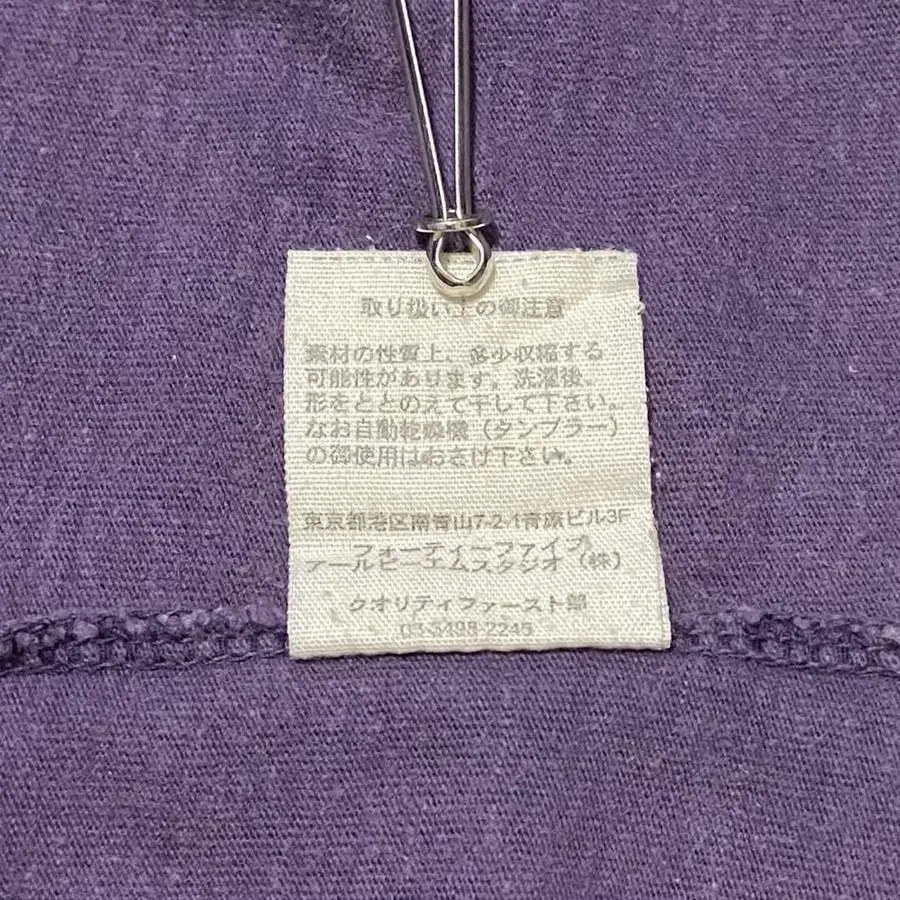 取り扱い上の御注意
素材の性質上、多少収縮する
可能性があります。洗濯後、
形をととのえて干して下さい。
なお自動乾燥機（タンブラー）
の御使用はおさけ下さい。
東京都港区南青山7-2-1青原ビル3F
フォーティーファイブ
アールピーエムスタジオ（株）
クオリティファースト部
03-5498-2245